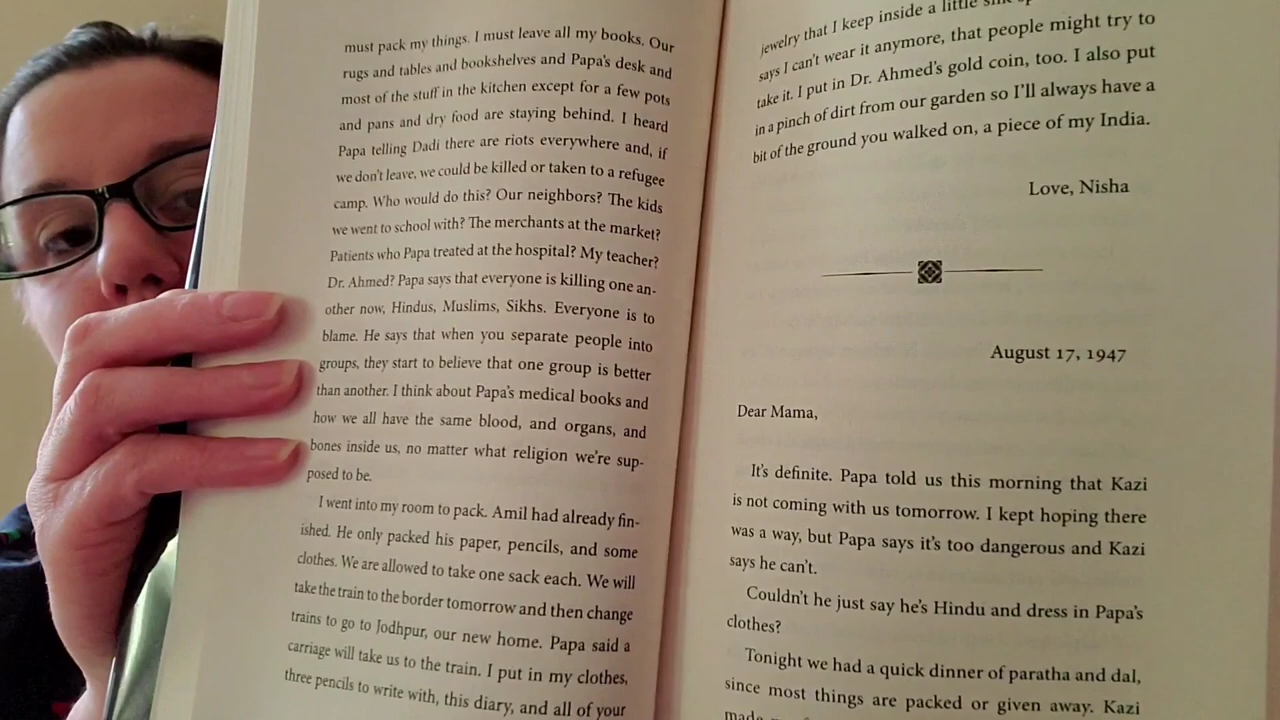 must pack my things. I must leave all my books. Our
rugs and tables and bookshelves and Papa's desk and
most of the stuff in the kitchen except for a few pots
and pans and dry food are staying behind. I heard
Papa telling Dadi there are riots everywhere and, if
we don't leave, we could be killed or taken to a refugee
camp. Who would do this? Our neighbors? The kids
we went to school with? The merchants at the market?
Patients who Papa treated at the hospital? My teacher?
Dr. Ahmed? Papa says that everyone is killing one an-
other now, Hindus, Muslims, Sikhs. Everyone is to
blame. He says that when you separate people into
groups, they start to believe that one group is better
than another. I think about Papa's medical books and
how we all have the same blood, and organs, and
bones inside us, no matter what religion we're sup-
posed to be.
I went into my room to pack. Amil had already fin-
ished. He only packed his paper, pencils, and some
clothes. We are allowed to take one sack each. We will
take the train to the border tomorrow and then change
trains to go to Jodhpur, our new home. Papa said a
carriage will take us to the train. I put in my clothes,
three pencils to write with, this diary, and all of your
jewelry that I keep inside a little
says I can't wear it anymore, that people might try to
take it. I put in Dr. Ahmed's gold coin, too. I also put
in a pinch of dirt from our garden so I'll always have a
bit of the ground you walked on, a piece of my India.
Love, Nisha
August 17, 1947
Dear Mama,
It's definite. Papa told us this morning that Kazi
is not coming with us tomorrow. I kept hoping there
was a way, but Papa says it's too dangerous and Kazi
says he can't.
Couldn't he just say he's Hindu and dress in Papa's
clothes?
Tonight we had a quick dinner of paratha and dal,
since most things are packed or given away. Kazi
made